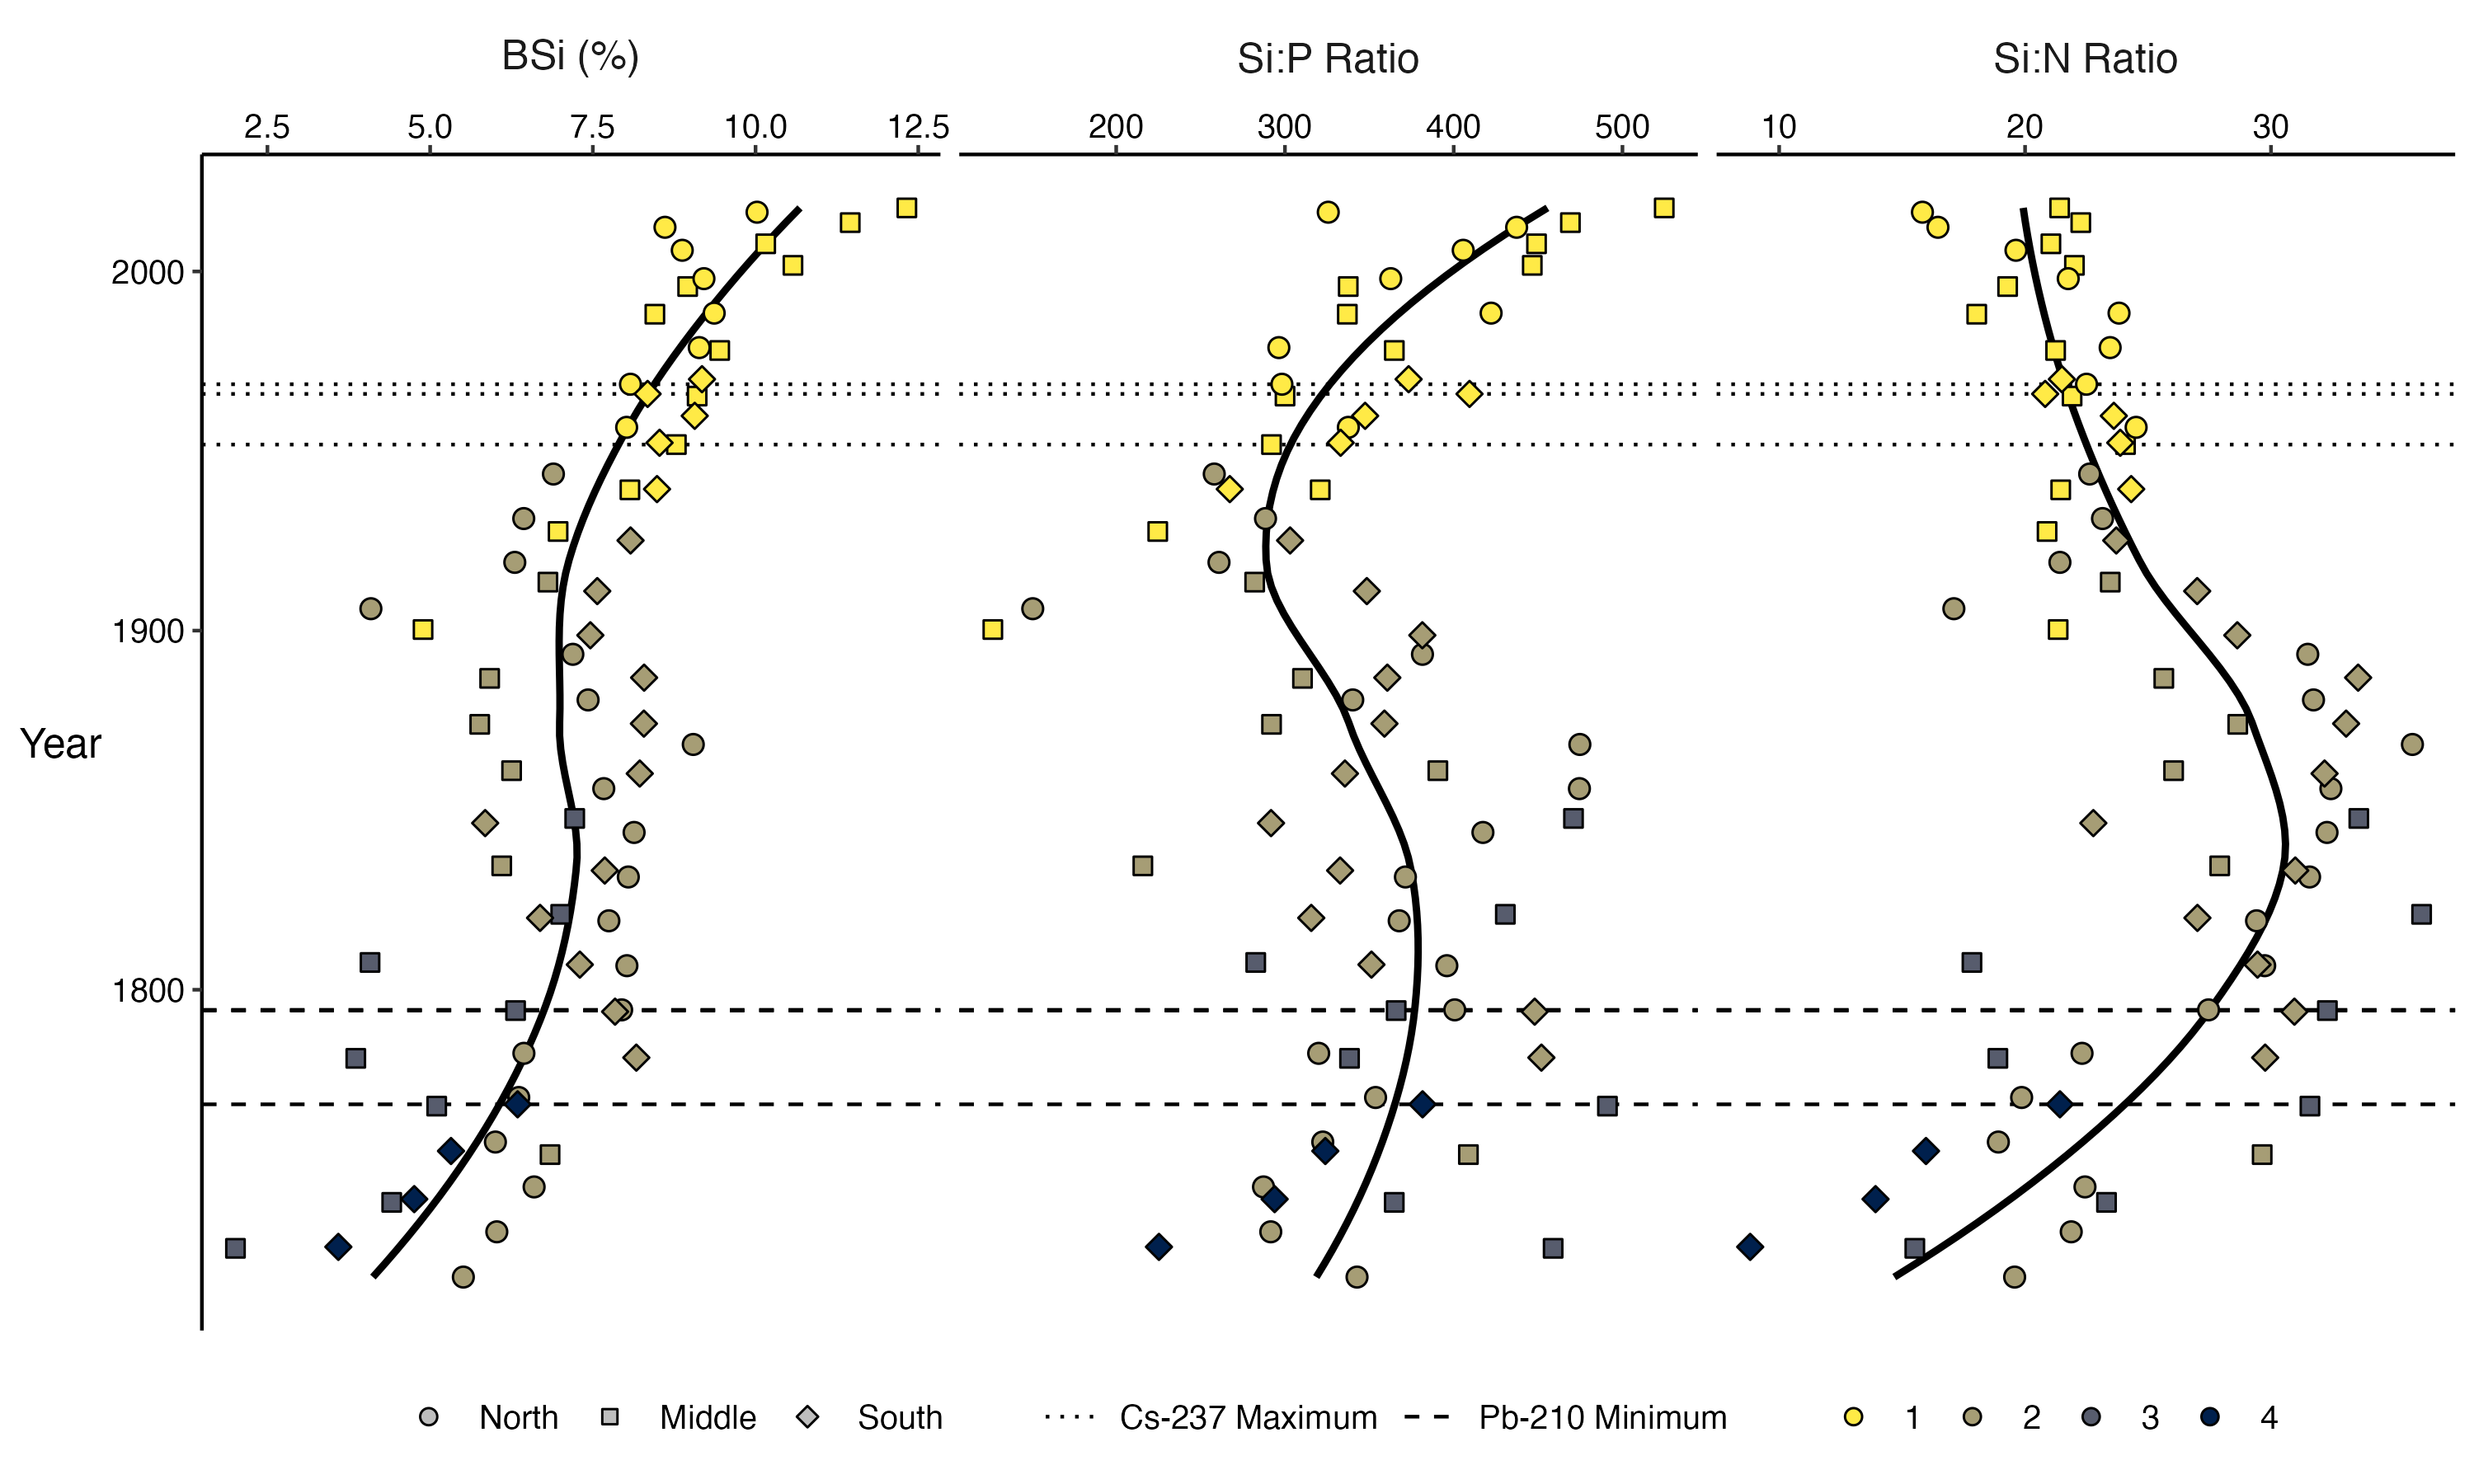 BSi (%) Si:P Ratio Si:N Ratio
2.5 5.0 7.5 10.0 12.5 200 300 400 500 10 20 30
2000
1900
Year
1800
North Middle South Cs-237 Maximum Pb-210 Minimum 1 2 3 4